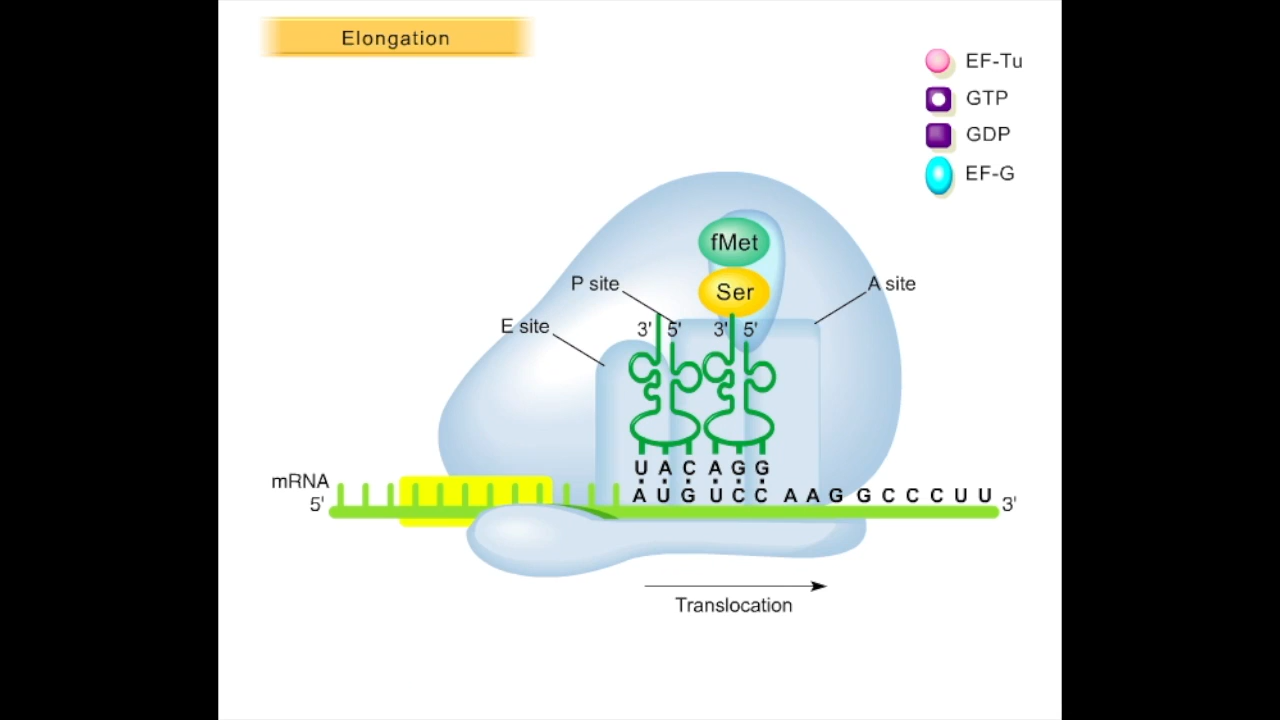 Elongation
EF-Tu
GTP
GDP
EF-G
fMet
Ser
P site
A site
E site
3' 5' 3' 5'
U A C A G G
mRNA
5' A U G U C C A A G G C C C U U 3'
Translocation